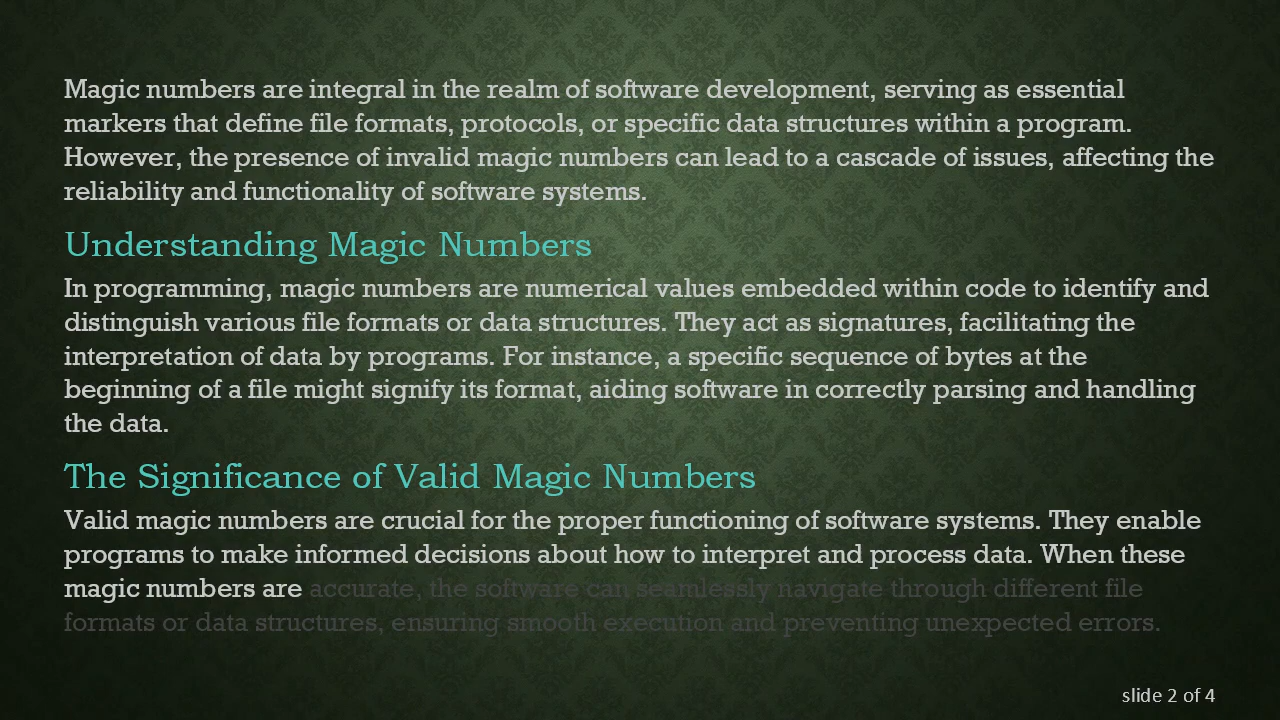 Magic numbers are integral in the realm of software development, serving as essential
markers that define file formats, protocols, or specific data structures within a program.
However, the presence of invalid magic numbers can lead to a cascade of issues, affecting the
reliability and functionality of software systems.
Understanding Magic Numbers
In programming, magic numbers are numerical values embedded within code to identify and
distinguish various file formats or data structures. They act as signatures, facilitating the
interpretation of data by programs. For instance, a specific sequence of bytes at the
beginning of a file might signify its format, aiding software in correctly parsing and handling
the data.
The Significance of Valid Magic Numbers
Valid magic numbers are crucial for the proper functioning of software systems. They enable
programs to make informed decisions about how to interpret and process data. When these
magic numbers are accurate, the software can seamlessly navigate through different file
formats or data structures, ensuring smooth execution and preventing unexpected errors.
slide 2 of 4